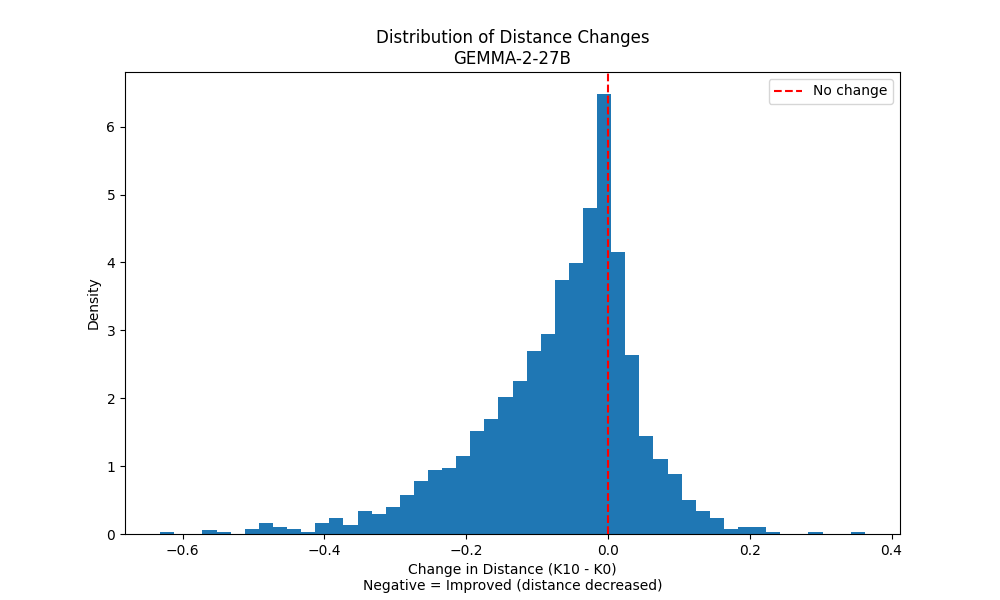 Distribution of Distance Changes
GEMMA-2-27B
No change
Density
6
5
4
3
2
1
0
−0.6
−0.4
−0.2
0.0
0.2
0.4
Change in Distance (K10 - K0)
Negative = Improved (distance decreased)